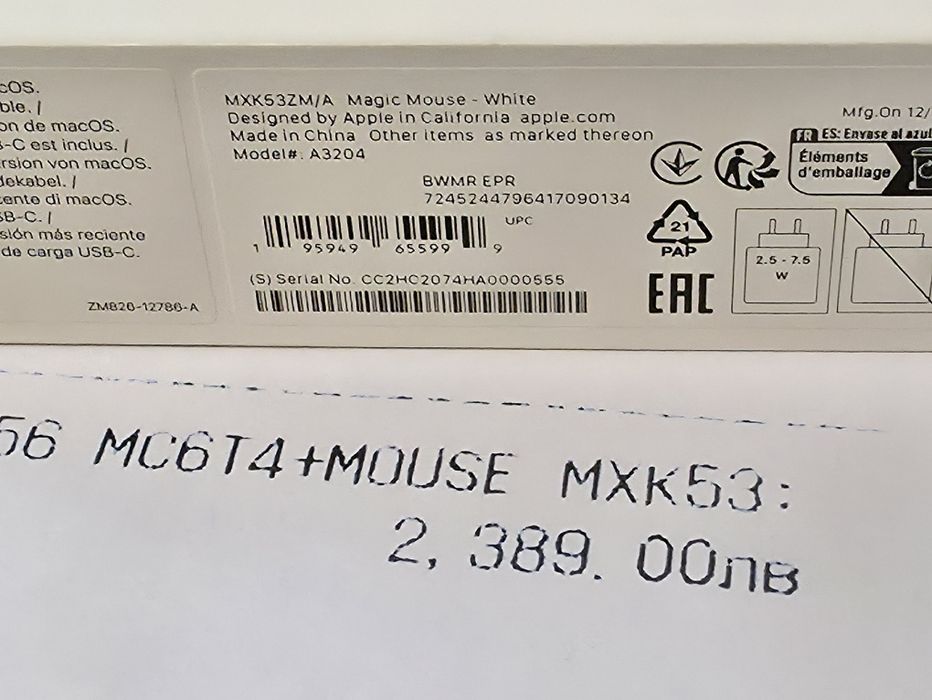 cOS.
ble. /
on de macOS.
B-C est inclus. /
ersion von macOS.
dekabel. /
cente di macOS.
SB-C. /
sión más reciente
de carga USB-C.
ZM826-12786-A
MXK53ZM/A Magic Mouse - White
Designed by Apple in California apple.com
Made in China Other items as marked thereon
Model#: A3204
BWMR EPR
7245244796417090134
UPC
1 95949 65599 9
(S) Serial No. CC2HC2074HA0000555
Mfg.On 12/
FR ES: Envase al azul
Éléments
d'emballage
21
PAP
EAC
2.5 - 7.5
W
56 MC6T4+MOUSE MXK53:
2, 389. 00лв